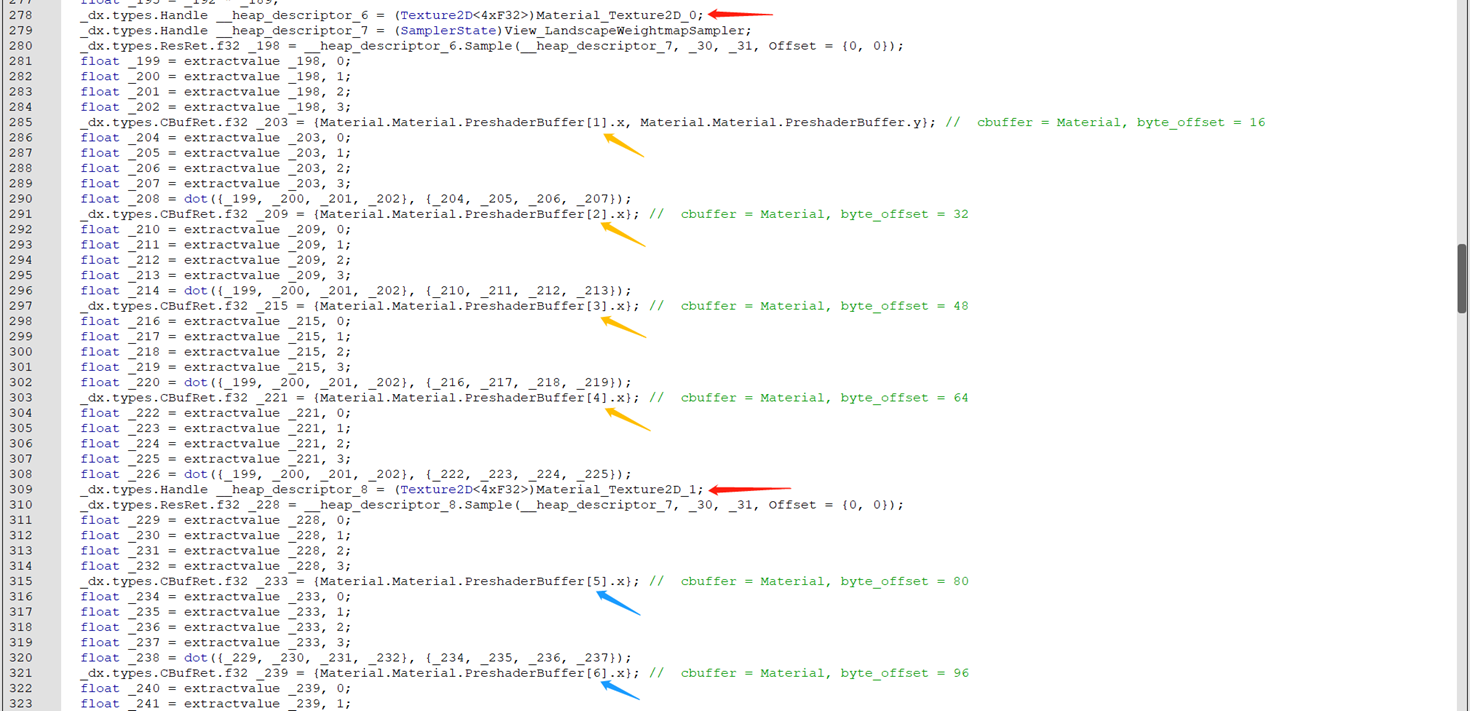 277 float _195 = _192 - _189;
278 _dx.types.Handle __heap_descriptor_6 = (Texture2D<4xF32>)Material_Texture2D_0;
279 _dx.types.Handle __heap_descriptor_7 = (SamplerState)View_LandscapeWeightmapSampler;
280 _dx.types.ResRet.f32 _198 = __heap_descriptor_6.Sample(__heap_descriptor_7, _30, _31, Offset = {0, 0});
281 float _199 = extractvalue _198, 0;
282 float _200 = extractvalue _198, 1;
283 float _201 = extractvalue _198, 2;
284 float _202 = extractvalue _198, 3;
285 _dx.types.CBufRet.f32 _203 = {Material.Material.PreshaderBuffer[1].x, Material.Material.PreshaderBuffer.y}; //  cbuffer = Material, byte_offset = 16
286 float _204 = extractvalue _203, 0;
287 float _205 = extractvalue _203, 1;
288 float _206 = extractvalue _203, 2;
289 float _207 = extractvalue _203, 3;
290 float _208 = dot({_199, _200, _201, _202}, {_204, _205, _206, _207});
291 _dx.types.CBufRet.f32 _209 = {Material.Material.PreshaderBuffer[2].x}; //  cbuffer = Material, byte_offset = 32
292 float _210 = extractvalue _209, 0;
293 float _211 = extractvalue _209, 1;
294 float _212 = extractvalue _209, 2;
295 float _213 = extractvalue _209, 3;
296 float _214 = dot({_199, _200, _201, _202}, {_210, _211, _212, _213});
297 _dx.types.CBufRet.f32 _215 = {Material.Material.PreshaderBuffer[3].x}; //  cbuffer = Material, byte_offset = 48
298 float _216 = extractvalue _215, 0;
299 float _217 = extractvalue _215, 1;
300 float _218 = extractvalue _215, 2;
301 float _219 = extractvalue _215, 3;
302 float _220 = dot({_199, _200, _201, _202}, {_216, _217, _218, _219});
303 _dx.types.CBufRet.f32 _221 = {Material.Material.PreshaderBuffer[4].x}; //  cbuffer = Material, byte_offset = 64
304 float _222 = extractvalue _221, 0;
305 float _223 = extractvalue _221, 1;
306 float _224 = extractvalue _221, 2;
307 float _225 = extractvalue _221, 3;
308 float _226 = dot({_199, _200, _201, _202}, {_222, _223, _224, _225});
309 _dx.types.Handle __heap_descriptor_8 = (Texture2D<4xF32>)Material_Texture2D_1;
310 _dx.types.ResRet.f32 _228 = __heap_descriptor_8.Sample(__heap_descriptor_7, _30, _31, Offset = {0, 0});
311 float _229 = extractvalue _228, 0;
312 float _230 = extractvalue _228, 1;
313 float _231 = extractvalue _228, 2;
314 float _232 = extractvalue _228, 3;
315 _dx.types.CBufRet.f32 _233 = {Material.Material.PreshaderBuffer[5].x}; //  cbuffer = Material, byte_offset = 80
316 float _234 = extractvalue _233, 0;
317 float _235 = extractvalue _233, 1;
318 float _236 = extractvalue _233, 2;
319 float _237 = extractvalue _233, 3;
320 float _238 = dot({_229, _230, _231, _232}, {_234, _235, _236, _237});
321 _dx.types.CBufRet.f32 _239 = {Material.Material.PreshaderBuffer[6].x}; //  cbuffer = Material, byte_offset = 96
322 float _240 = extractvalue _239, 0;
323 float _241 = extractvalue _239, 1;